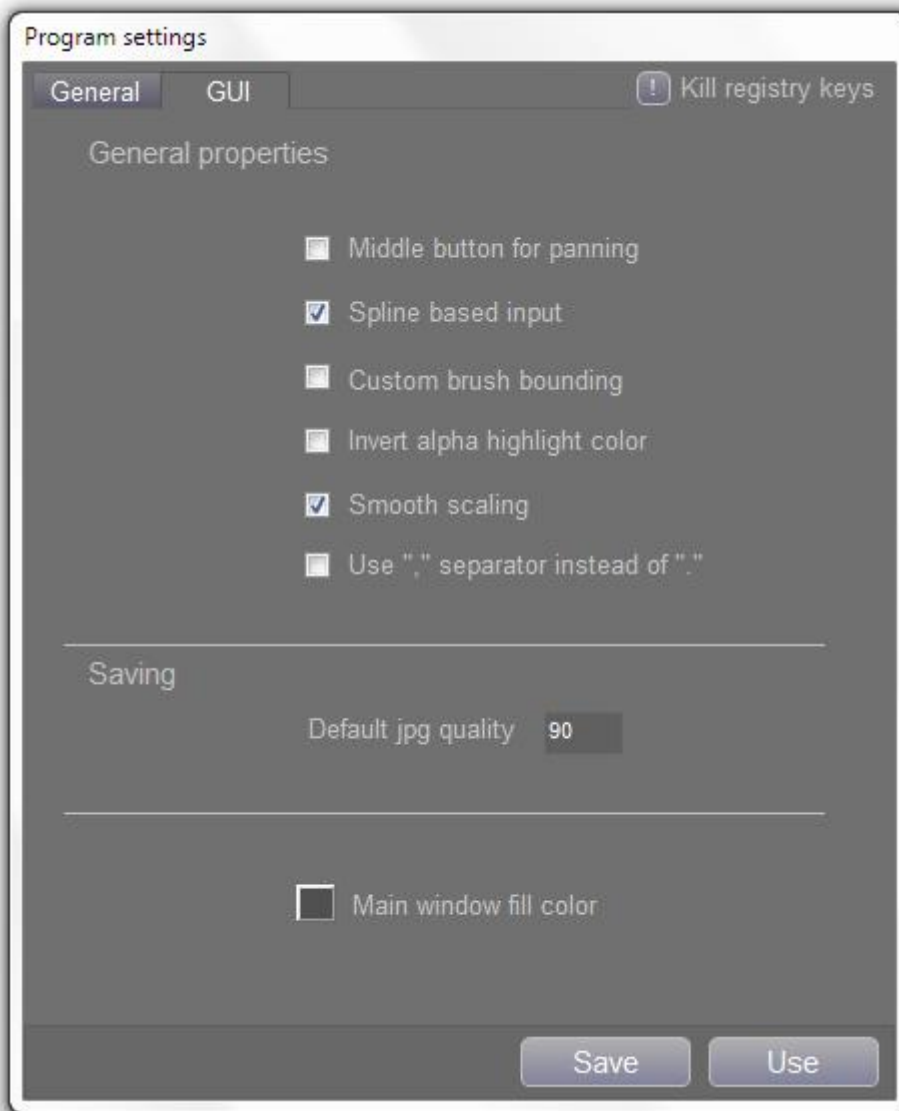 Program settings
General GUI ! Kill registry keys
General properties
Middle button for panning
Spline based input
Custom brush bounding
Invert alpha highlight color
Smooth scaling
Use "," separator instead of "."
Saving
Default jpg quality 90
Main window fill color
Save Use